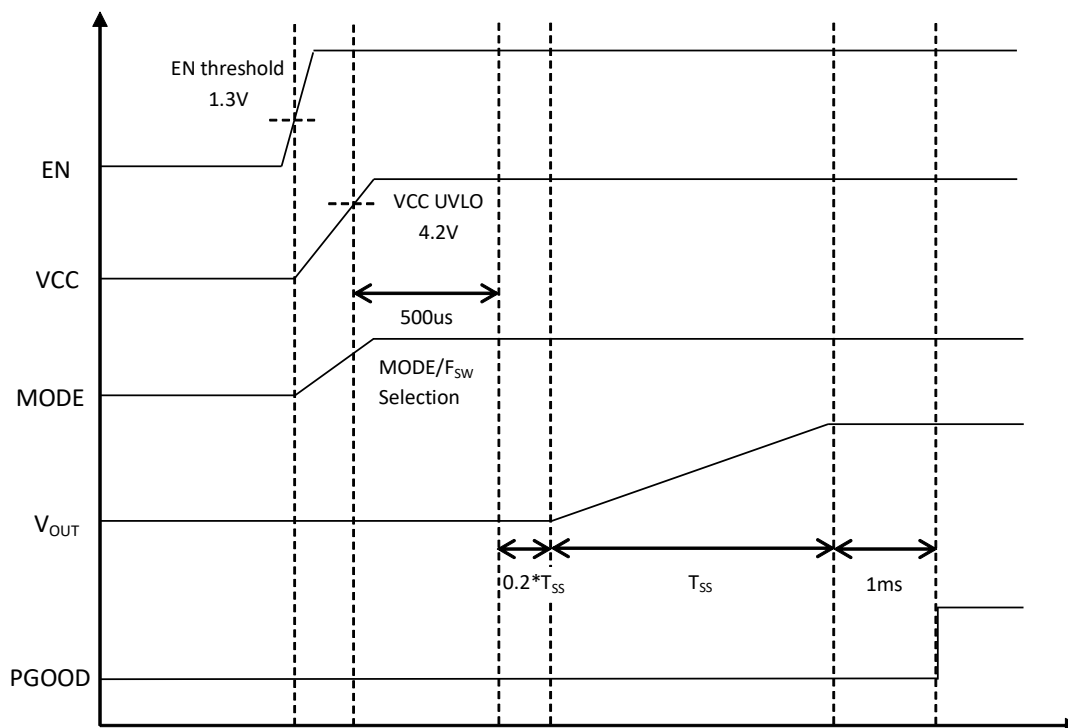 EN threshold
1.3V
EN
VCC UVLO
4.2V
VCC
500us
MODE/FSW
Selection
MODE
VOUT
0.2*TSS
TSS
1ms
PGOOD